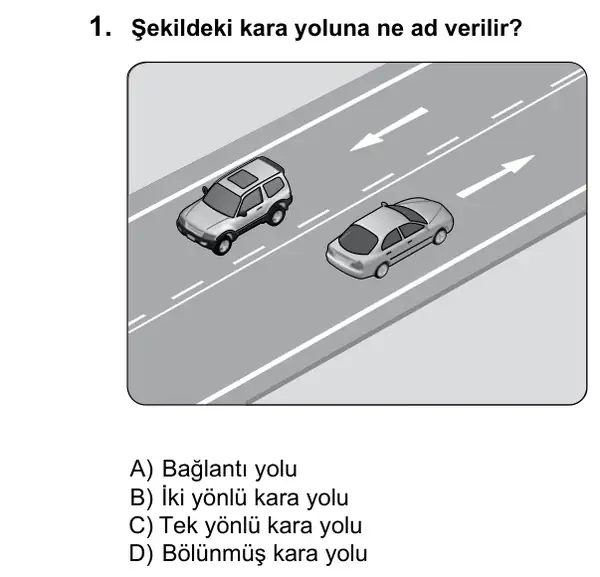 1. Şekildeki kara yoluna ne ad verilir?
A) Bağlantı yolu
B) İki yönlü kara yolu
C) Tek yönlü kara yolu
D) Bölünmüş kara yolu